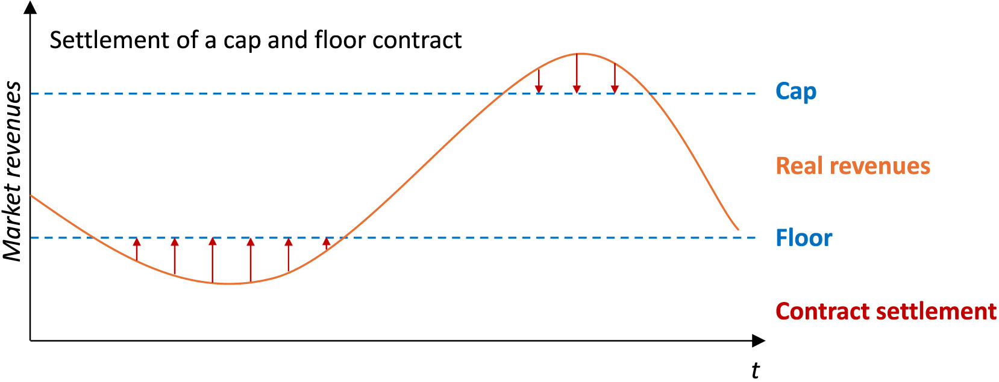 Settlement of a cap and floor contract
Market revenues
Cap
Real revenues
Floor
Contract settlement
t